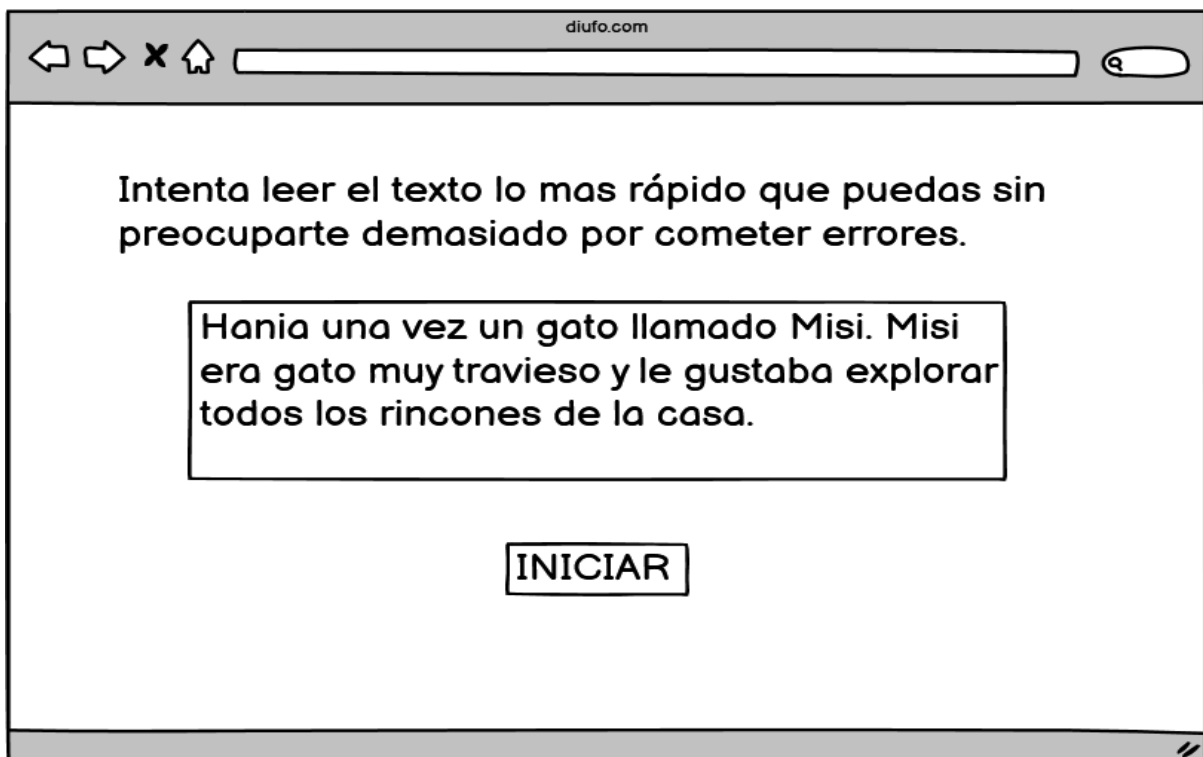 diufo.com
Intenta leer el texto lo mas rápido que puedas sin
preocuparte demasiado por cometer errores.
Hania una vez un gato llamado Misi. Misi
era gato muy travieso y le gustaba explorar
todos los rincones de la casa.
INICIAR